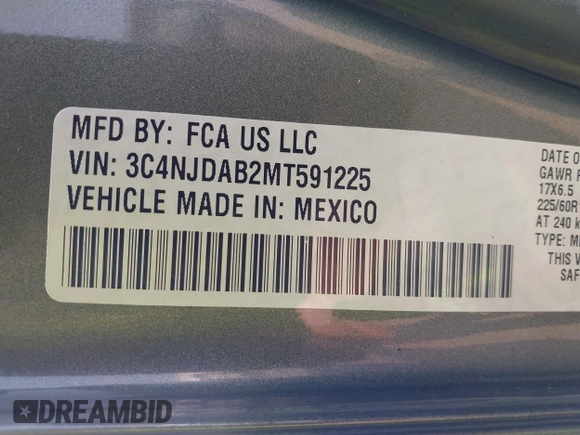 MFD BY: FCA US LLC
VIN: 3C4NJDAB2MT591225
VEHICLE MADE IN: MEXICO
DATE O
GAWR F
17X6.5
225/60R
AT 240 k
TYPE: M
THIS V
SAF
DREAMBID